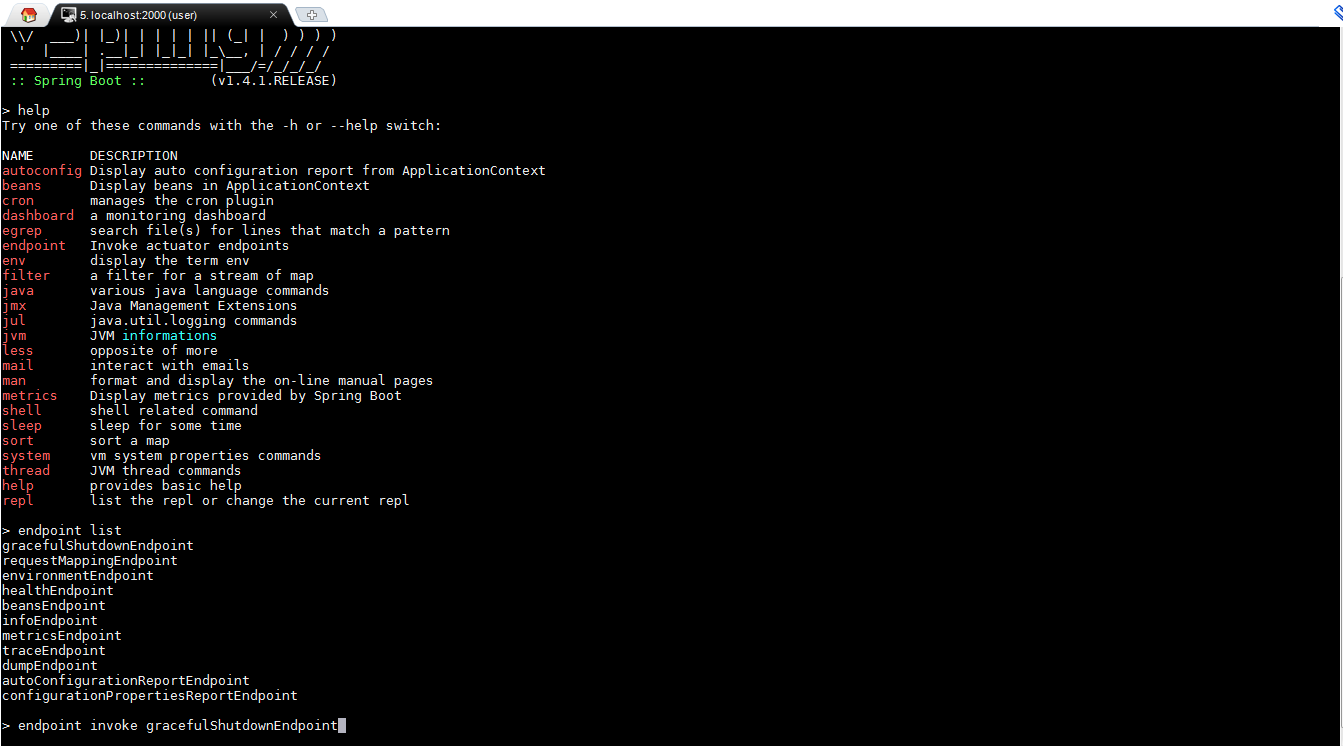 5. localhost:2000 (user)
\\/  ___)| |_)| | | | | || (_| |  ) ) ) )
'  |____| .__|_| |_|_| |_\__, | / / / /
=========|_|==============|___/=/_/_/_/
:: Spring Boot ::        (v1.4.1.RELEASE)
> help
Try one of these commands with the -h or --help switch:
NAME       DESCRIPTION
autoconfig Display auto configuration report from ApplicationContext
beans      Display beans in ApplicationContext
cron       manages the cron plugin
dashboard  a monitoring dashboard
egrep      search file(s) for lines that match a pattern
endpoint   Invoke actuator endpoints
env        display the term env
filter     a filter for a stream of map
java       various java language commands
jmx        Java Management Extensions
jul        java.util.logging commands
jvm        JVM informations
less       opposite of more
mail       interact with emails
man        format and display the on-line manual pages
metrics    Display metrics provided by Spring Boot
shell      shell related command
sleep      sleep for some time
sort       sort a map
system     vm system properties commands
thread     JVM thread commands
help       provides basic help
repl       list the repl or change the current repl
> endpoint list
gracefulShutdownEndpoint
requestMappingEndpoint
environmentEndpoint
healthEndpoint
beansEndpoint
infoEndpoint
metricsEndpoint
traceEndpoint
dumpEndpoint
autoConfigurationReportEndpoint
configurationPropertiesReportEndpoint
> endpoint invoke gracefulShutdownEndpoint